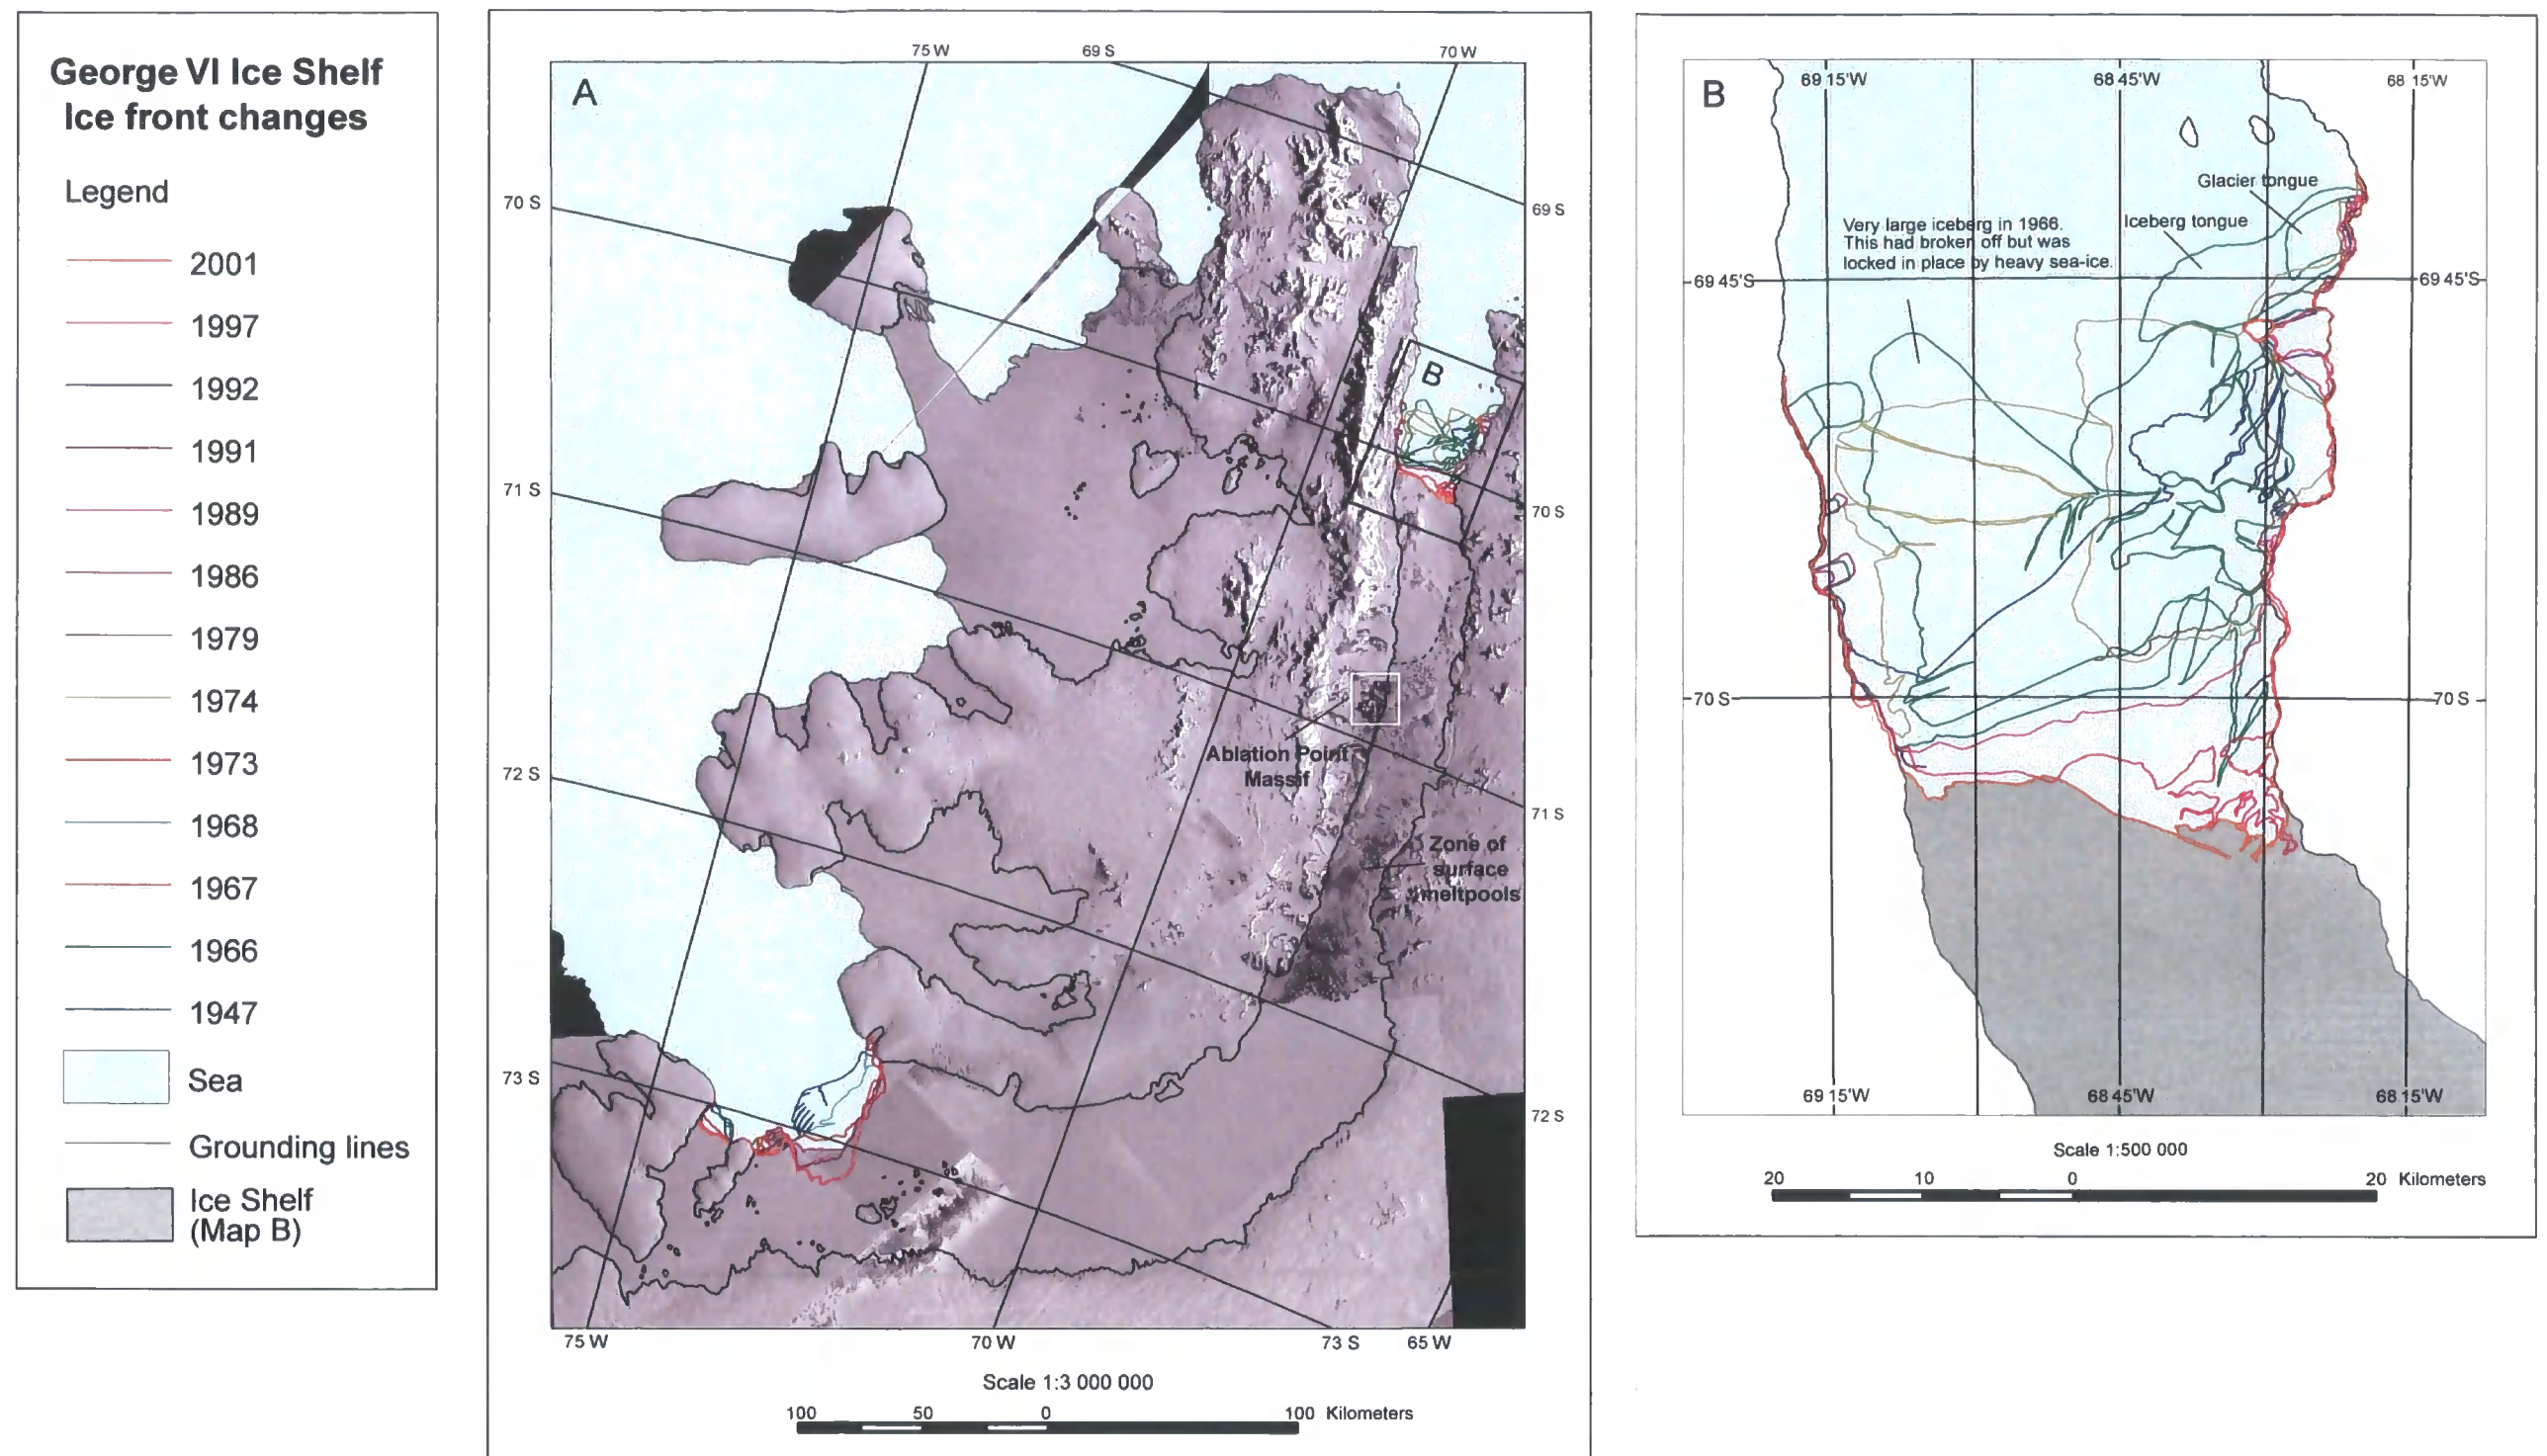 George VI Ice Shelf
Ice front changes
Legend
2001
1997
1992
1991
1989
1986
1979
1974
1973
1968
1967
1966
1947
Sea
Grounding lines
Ice Shelf
(Map B)
75 W
69 S
70 W
A
70 S
69 S
B
71 S
70 S
Ablation Point
Massif
72 S
71 S
Zone of
surface
meltpools
73 S
72 S
75 W
70 W
73 S
65 W
Scale 1:3 000 000
100
50
0
100 Kilometers
B
69 15'W
68 45'W
68 15'W
Glacier tongue
Iceberg tongue
Very large iceberg in 1966.
This had broken off but was
locked in place by heavy sea-ice.
69 45'S
69 45'S
70 S
70 S
69 15'W
68 45'W
68 15'W
Scale 1:500 000
20
10
0
20 Kilometers